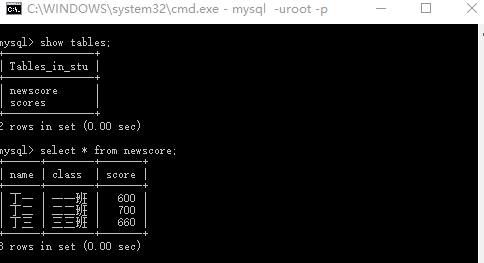 C:\WINDOWS\system32\cmd.exe - mysql  -uroot -p
mysql> show tables;
+---------------+
| Tables_in_stu |
+---------------+
| newscore      |
| scores        |
+---------------+
2 rows in set (0.00 sec)
mysql> select * from newscore;
+------+--------+-------+
| name | class  | score |
+------+--------+-------+
| 丁一 | 一一班 |   600 |
| 丁二 | 二二班 |   700 |
| 丁三 | 三三班 |   660 |
+------+--------+-------+
3 rows in set (0.00 sec)